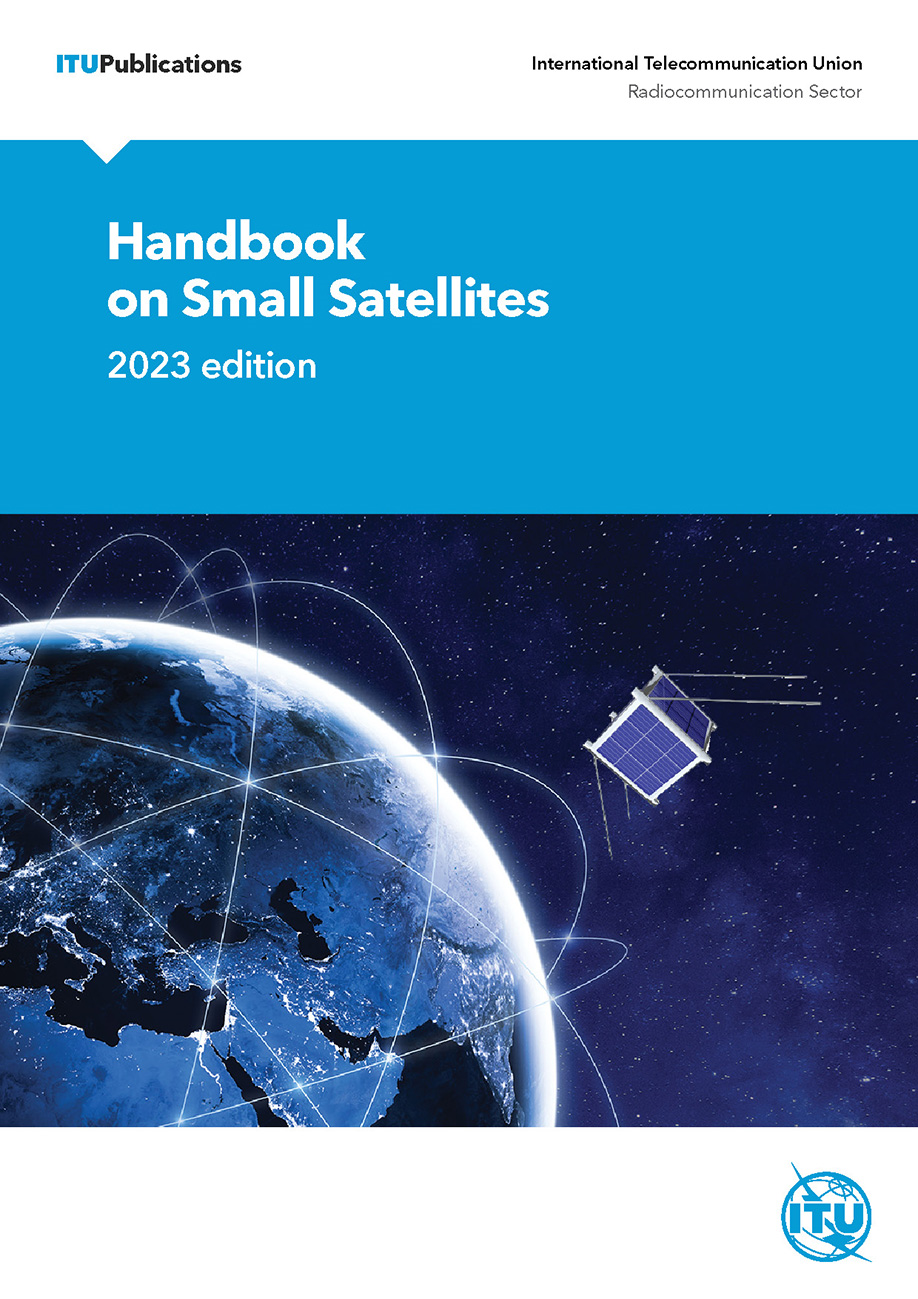 ITUPublications
International Telecommunication Union
Radiocommunication Sector
Handbook
on Small Satellites
2023 edition
ITU